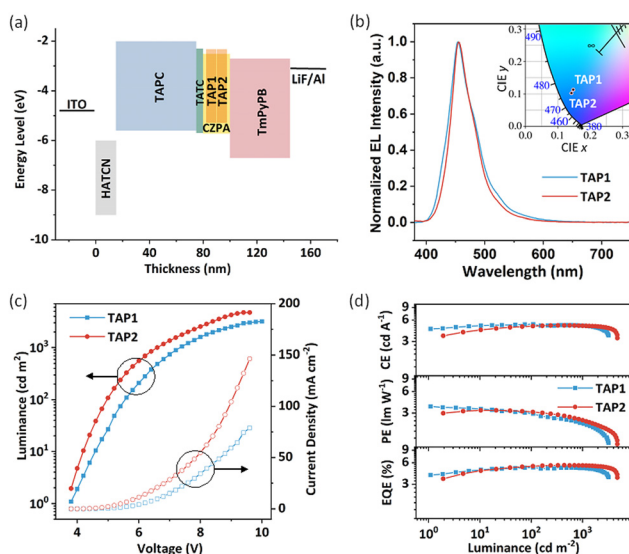 (a)
-2
-4
-6
-8
-10
Energy Level (eV)
ITO
HATCN
TAPC
TATC
TAP1
TAP2
CZPA
TmPyPB
LiF/Al
0 40 80 120 160
Thickness (nm)
(b)
1.0
0.8
0.6
0.4
0.2
0.0
Normalized EL Intensity (a.u.)
400 500 600 700
Wavelength (nm)
TAP1
TAP2
0.3
0.2
0.1
0.0
CIE y
0.0 0.1 0.2 0.3
CIE x
490
480
470
460
380
TAP1
TAP2
(c)
TAP1
TAP2
10³
10²
10¹
10⁰
Luminance (cd m²)
200
150
100
50
0
Current Density (mA cm⁻²)
4 6 8 10
Voltage (V)
(d)
9
6
3
CE (cd A⁻¹)
9
6
3
PE (lm W⁻¹)
TAP1
TAP2
9
6
3
EQE (%)
10⁰ 10¹ 10² 10³
Luminance (cd m⁻²)